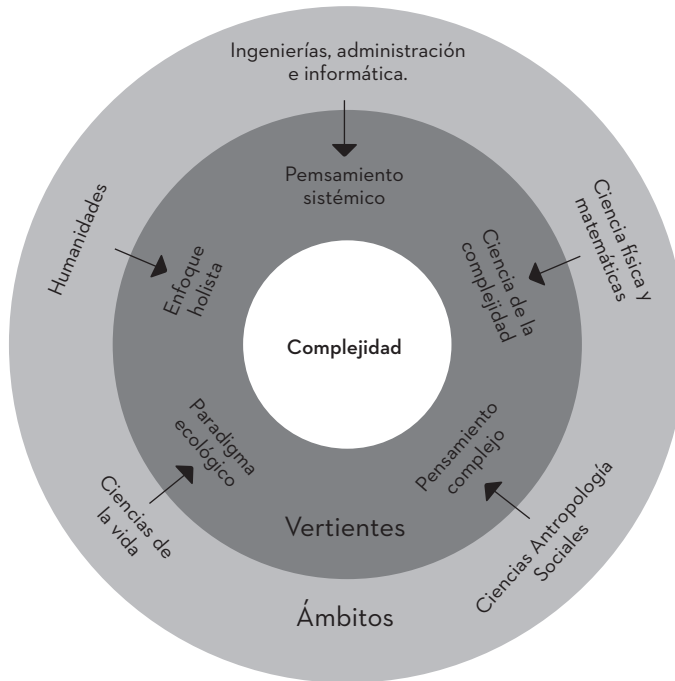 Ingenierías, administración
e informática.
Pemsamiento
sistémico
Humanidades
Enfoque
holista
Ciencia física y
matemáticas
Ciencia de la
complejidad
Complejidad
Paradigma
ecológico
Ciencias de
la vida
Pensamiento
complejo
Ciencias Antropología
Sociales
Vertientes
Ámbitos